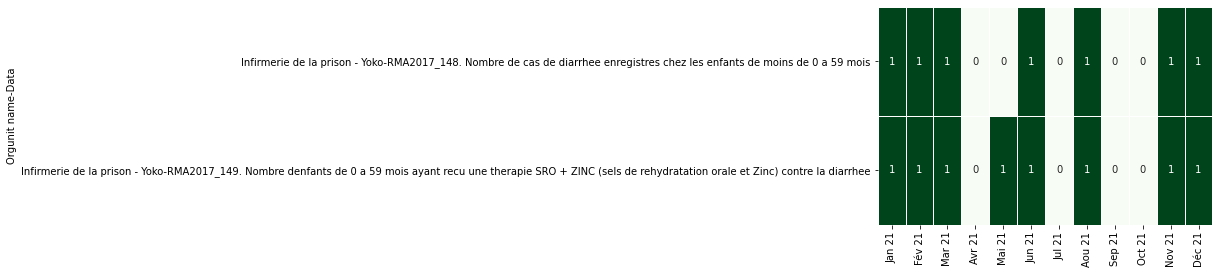 Orgunit name-Data
Infirmerie de la prison - Yoko-RMA2017_148. Nombre de cas de diarrhee enregistres chez les enfants de moins de 0 a 59 mois
1 1 1 0 0 1 0 1 0 0 1 1
Infirmerie de la prison - Yoko-RMA2017_149. Nombre denfants de 0 a 59 mois ayant recu une therapie SRO + ZINC (sels de rehydratation orale et Zinc) contre la diarrhee
1 1 1 0 1 1 0 1 0 0 1 1
Jan 21
Fév 21
Mar 21
Avr 21
Mai 21
Jun 21
Jul 21
Aou 21
Sep 21
Oct 21
Nov 21
Déc 21